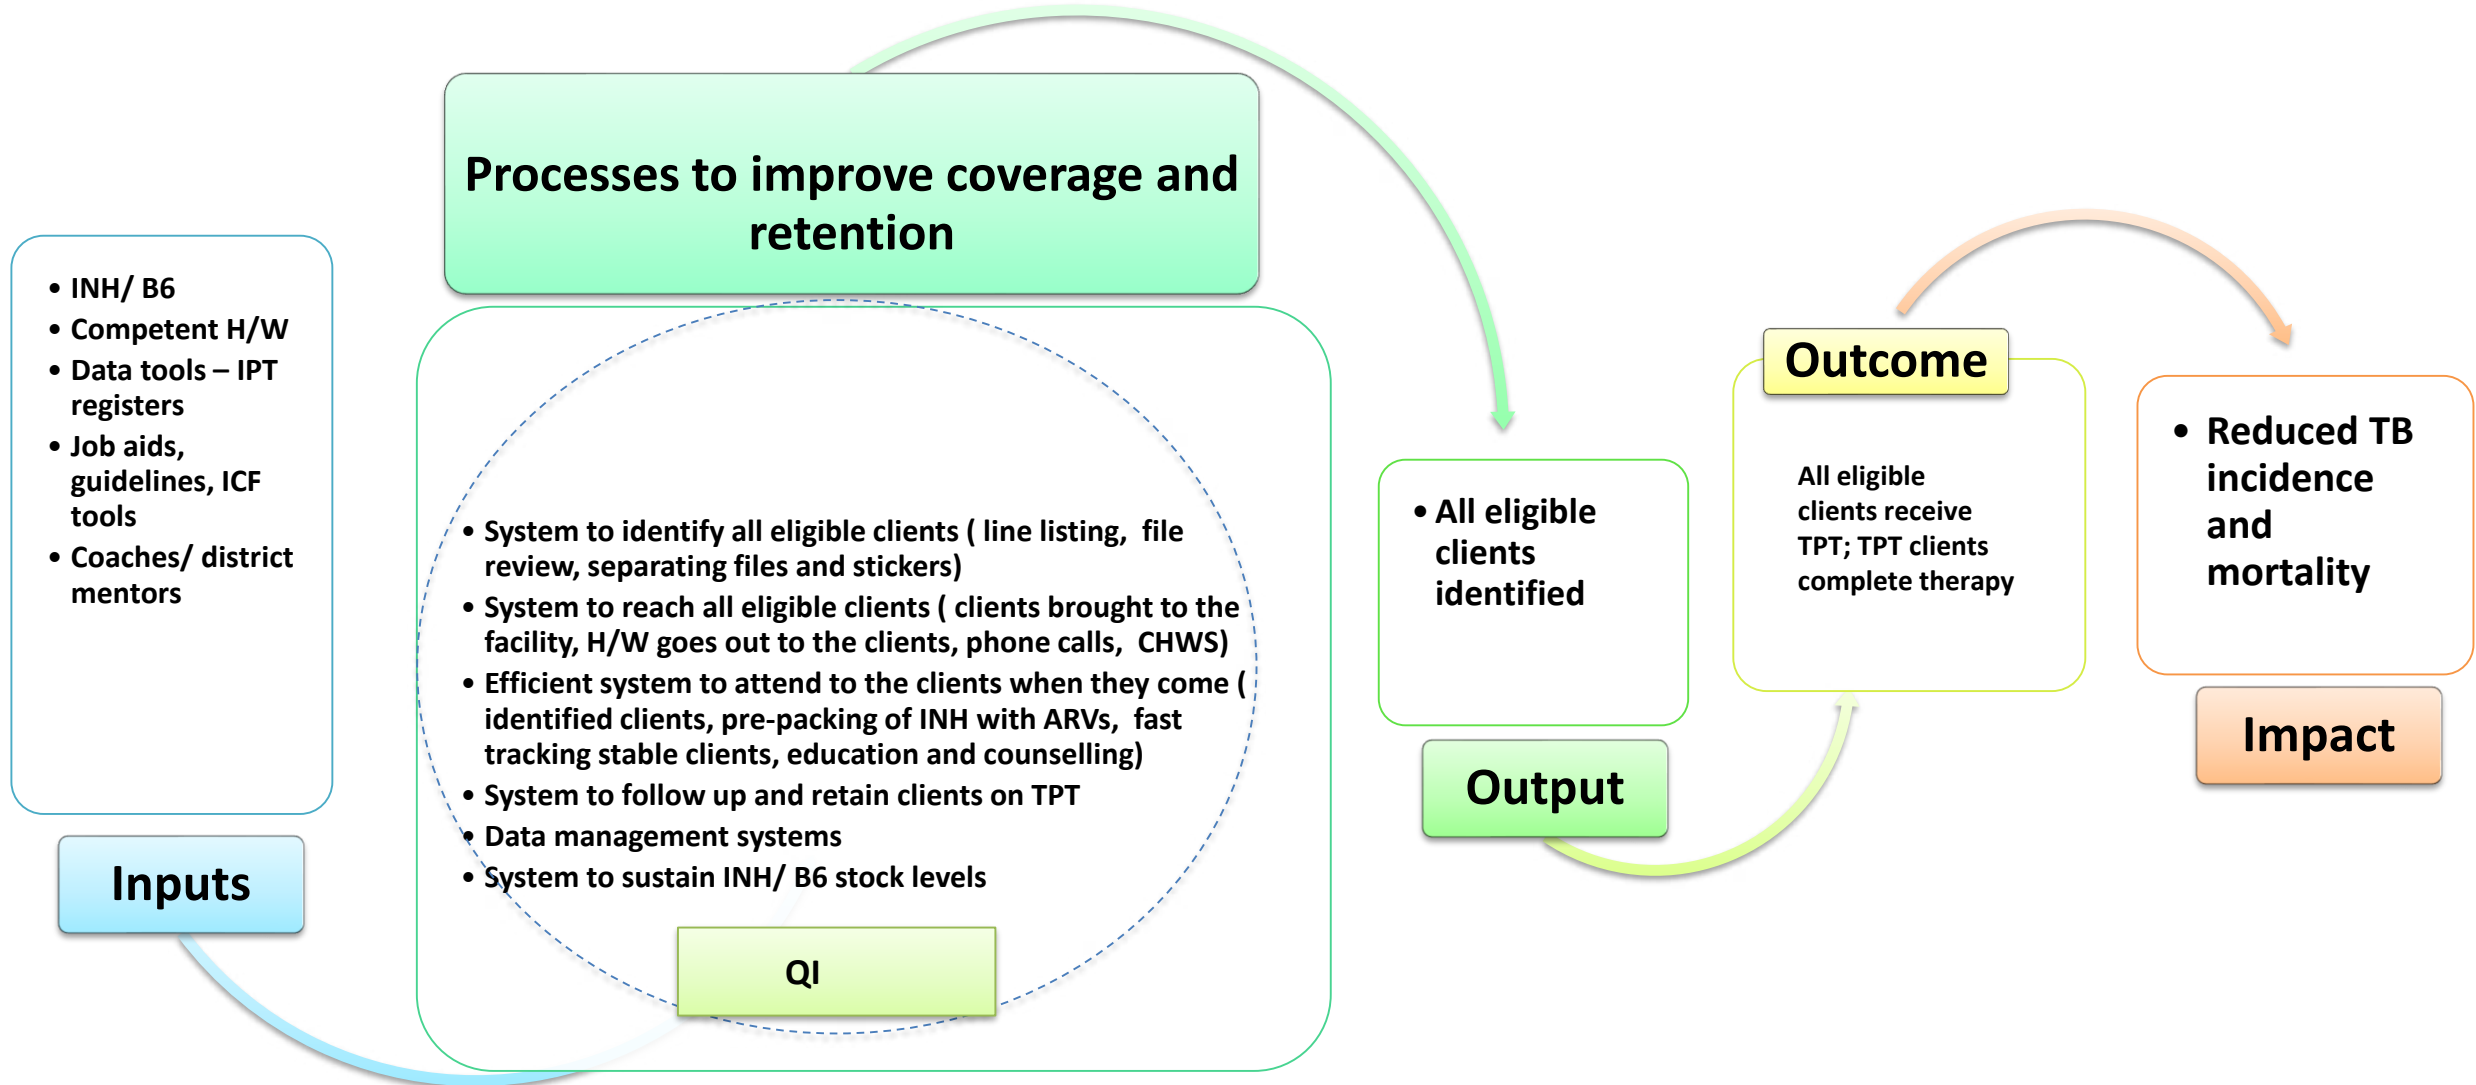 • INH/ B6
• Competent H/W
• Data tools – IPT
registers
• Job aids,
guidelines, ICF
tools
• Coaches/ district
mentors
Inputs
Processes to improve coverage and
retention
• System to identify all eligible clients ( line listing,  file
review, separating files and stickers)
• System to reach all eligible clients ( clients brought to the
facility, H/W goes out to the clients, phone calls,  CHWS)
• Efficient system to attend to the clients when they come (
identified clients, pre-packing of INH with ARVs,  fast
tracking stable clients, education and counselling)
• System to follow up and retain clients on TPT
• Data management systems
• System to sustain INH/ B6 stock levels
QI
• All eligible
clients
identified
Output
Outcome
All eligible
clients receive
TPT; TPT clients
complete therapy
• Reduced TB
incidence
and
mortality
Impact